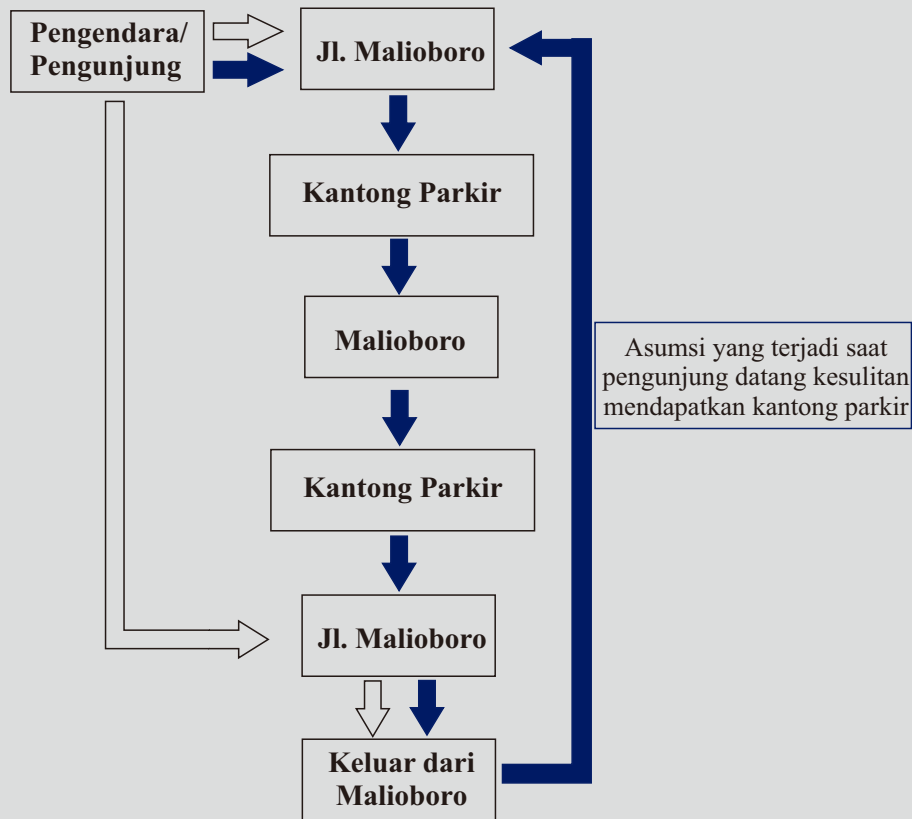 Pengendara/
Pengunjung
Jl. Malioboro
Kantong Parkir
Malioboro
Asumsi yang terjadi saat
pengunjung datang kesulitan
mendapatkan kantong parkir
Kantong Parkir
Jl. Malioboro
Keluar dari
Malioboro